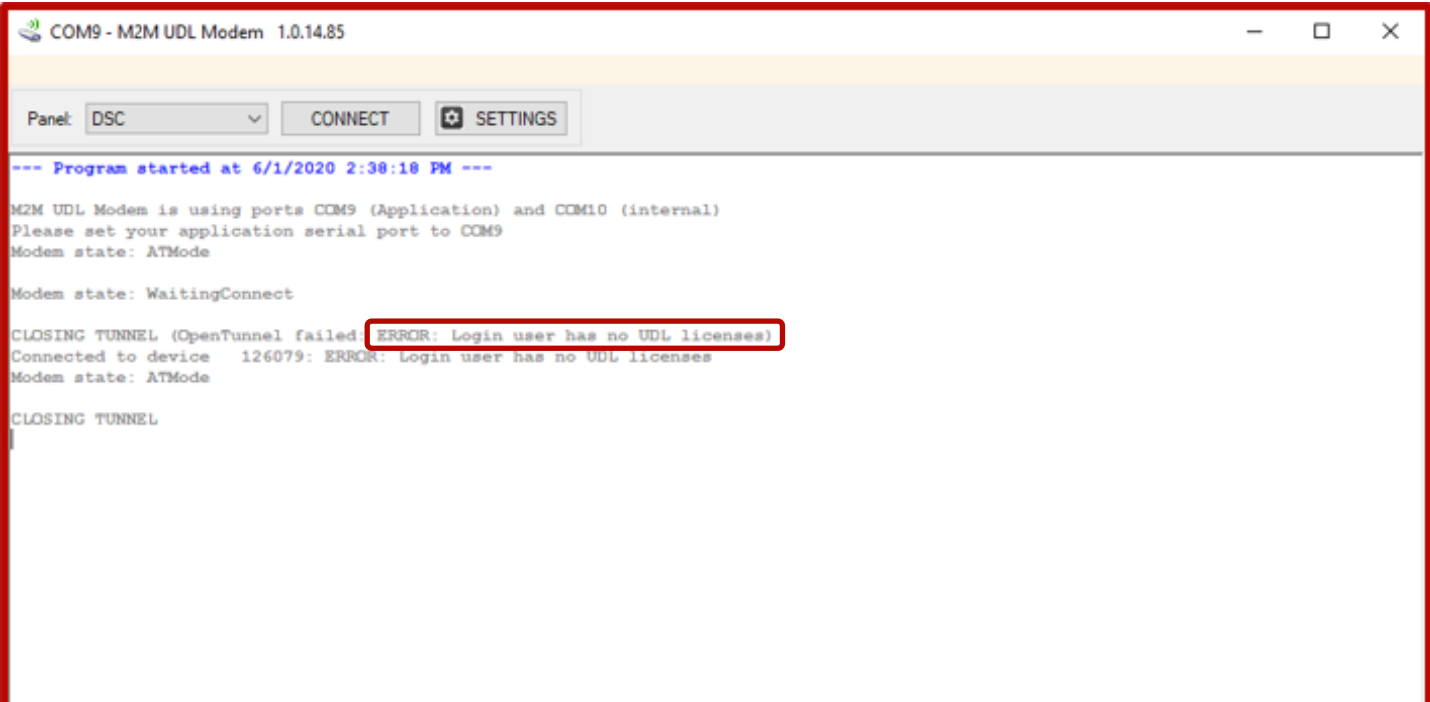 COM9 - M2M UDL Modem 1.0.14.85
Panel: DSC CONNECT SETTINGS
--- Program started at 6/1/2020 2:38:18 PM ---
M2M UDL Modem is using ports COM9 (Application) and COM10 (internal)
Please set your application serial port to COM9
Modem state: ATMode
Modem state: WaitingConnect
CLOSING TUNNEL (OpenTunnel failed: ERROR: Login user has no UDL licenses)
Connected to device 126079: ERROR: Login user has no UDL licenses
Modem state: ATMode
CLOSING TUNNEL